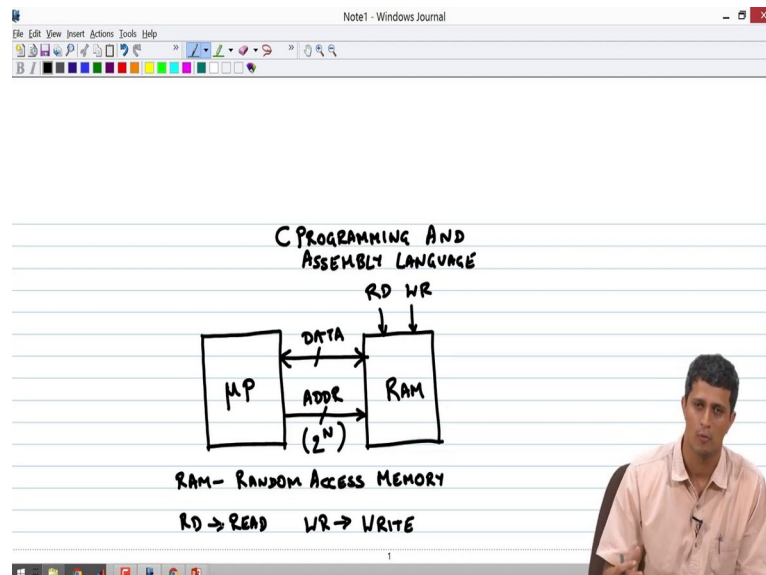 Note1 - Windows Journal
File Edit View Insert Actions Tools Help
B I
C PROGRAMMING AND
ASSEMBLY LANGUAGE
RD WR
DATA
μP
ADDR
RAM
(2^N)
RAM- RANDOM ACCESS MEMORY
RD → READ WR → WRITE
1